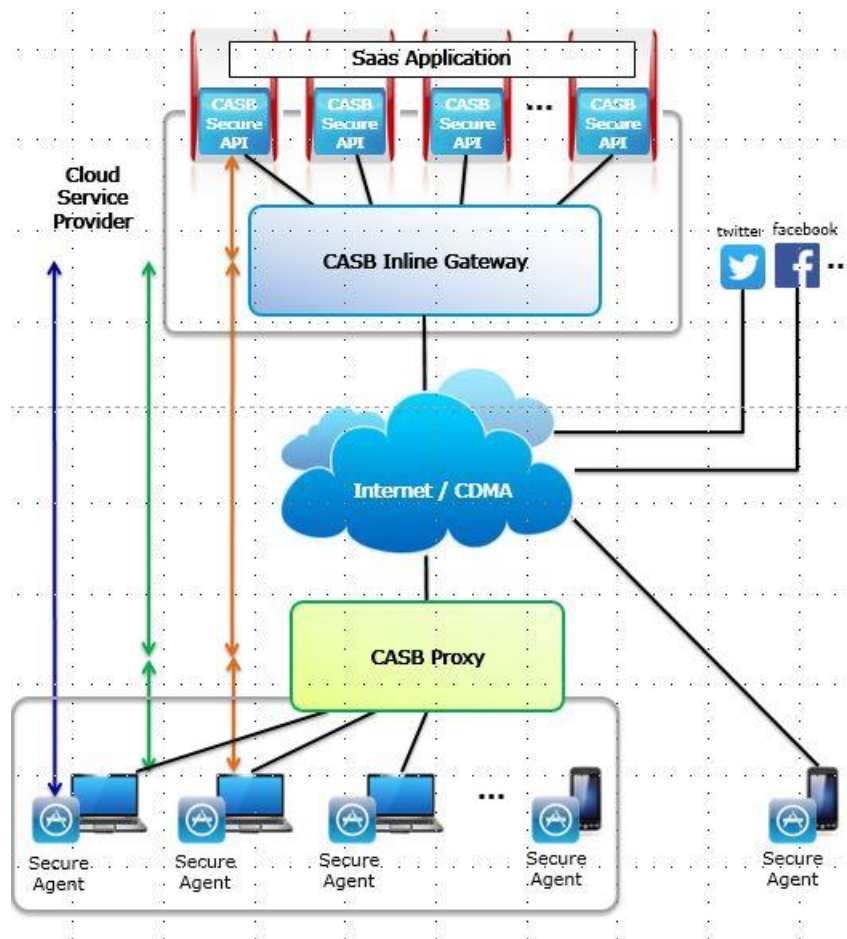 Saas Application
CASB
Secure
API
CASB
Secure
API
CASB
Secure
API
...
CASB
Secure
API
Cloud
Service
Provider
CASB Inline Gateway
twitter
facebook
...
Internet / CDMA
CASB Proxy
...
Secure
Agent
Secure
Agent
Secure
Agent
Secure
Agent
Secure
Agent